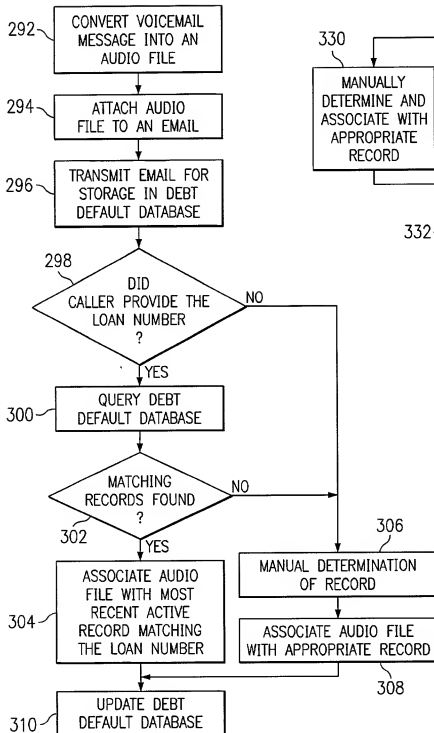 292
CONVERT VOICEMAIL
MESSAGE INTO AN
AUDIO FILE
294
ATTACH AUDIO
FILE TO AN EMAIL
296
TRANSMIT EMAIL FOR
STORAGE IN DEBT
DEFAULT DATABASE
298
DID
CALLER PROVIDE THE
LOAN NUMBER
?
NO
YES
300
QUERY DEBT
DEFAULT DATABASE
MATCHING
RECORDS FOUND
?
302
NO
YES
304
ASSOCIATE AUDIO
FILE WITH MOST
RECENT ACTIVE
RECORD MATCHING
THE LOAN NUMBER
306
MANUAL DETERMINATION
OF RECORD
ASSOCIATE AUDIO FILE
WITH APPROPRIATE RECORD
308
310
UPDATE DEBT
DEFAULT DATABASE
330
MANUALLY
DETERMINE AND
ASSOCIATE WITH
APPROPRIATE
RECORD
332